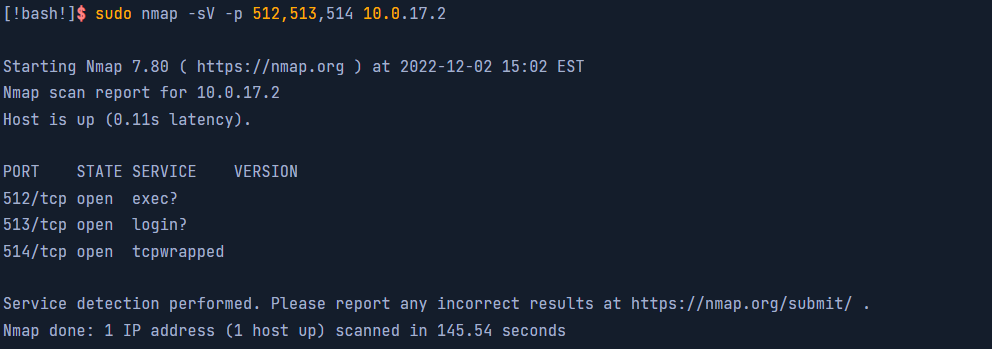 [!bash!]$ sudo nmap -sV -p 512,513,514 10.0.17.2
Starting Nmap 7.80 ( https://nmap.org ) at 2022-12-02 15:02 EST
Nmap scan report for 10.0.17.2
Host is up (0.11s latency).
PORT    STATE SERVICE    VERSION
512/tcp open  exec?
513/tcp open  login?
514/tcp open  tcpwrapped
Service detection performed. Please report any incorrect results at https://nmap.org/submit/ .
Nmap done: 1 IP address (1 host up) scanned in 145.54 seconds